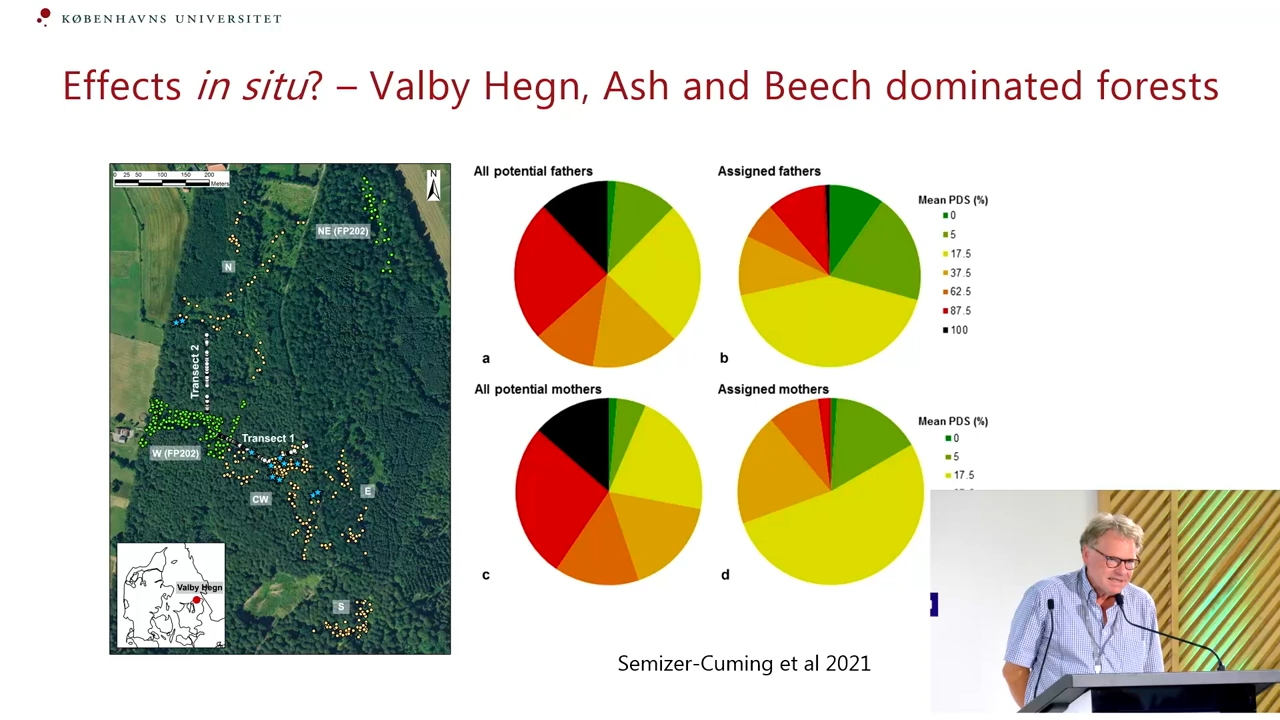 KØBENHAVNS UNIVERSITET
Effects in situ? – Valby Hegn, Ash and Beech dominated forests
0 25 50 100 150 200
Meters
N
NE (FP202)
N
Transect 2
Transect 1
W (FP202)
CW
E
S
Valby Hegn
All potential fathers
a
Assigned fathers
b
Mean PDS (%)
0
5
17.5
37.5
62.5
87.5
100
All potential mothers
c
Assigned mothers
d
Mean PDS (%)
0
5
17.5
Semizer-Cuming et al 2021